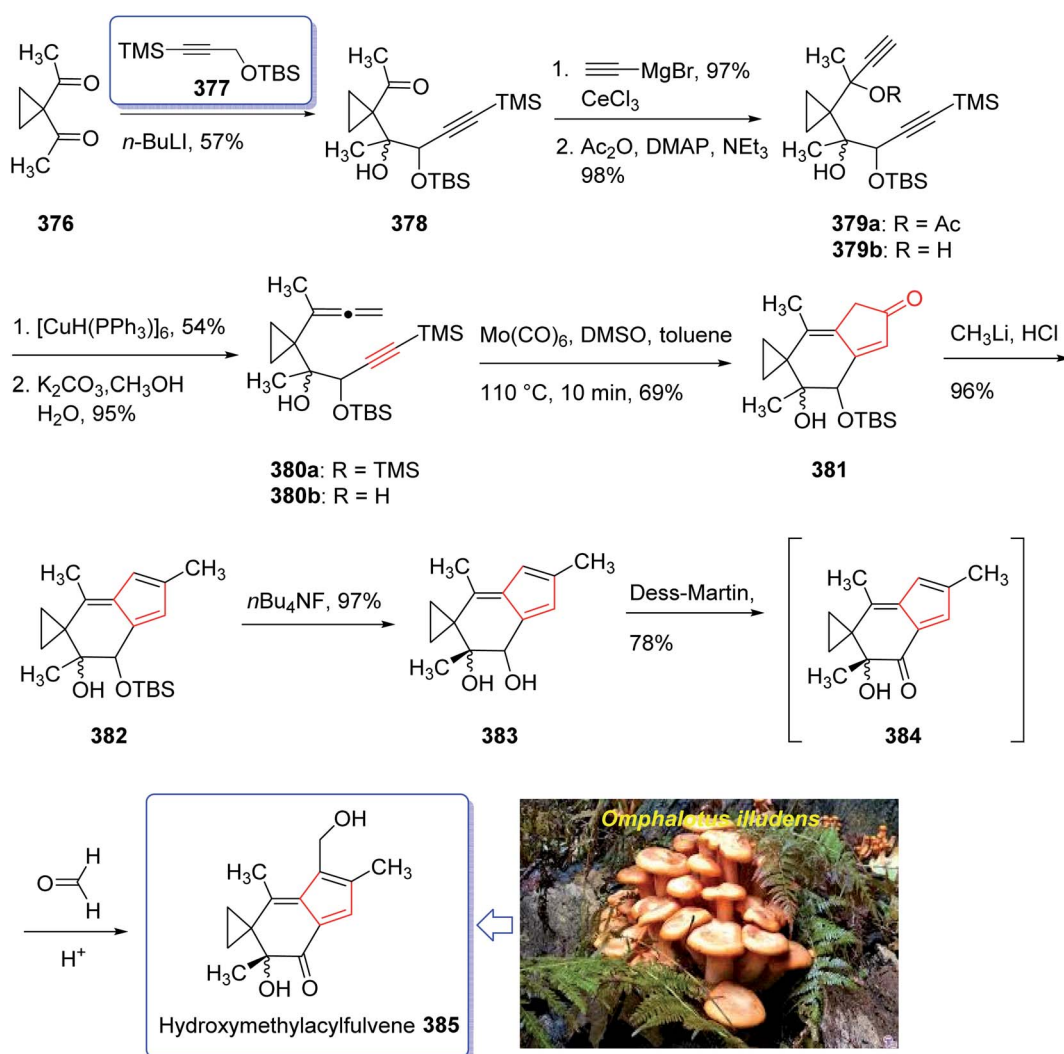 H₃C
O
O
H₃C
376
TMS
OTBS
377
n-BuLI, 57%
H₃C
O
TMS
H₃C
HO
OTBS
378
1. MgBr, 97%
CeCl₃
2. Ac₂O, DMAP, NEt₃
98%
H₃C
OR
TMS
H₃C
HO
OTBS
379a: R = Ac
379b: R = H
1. [CuH(PPh₃)]₆, 54%
2. K₂CO₃,CH₃OH
H₂O, 95%
H₃C
TMS
H₃C
HO
OTBS
380a: R = TMS
380b: R = H
Mo(CO)₆, DMSO, toluene
110 °C, 10 min, 69%
H₃C
O
H₃C
OH
OTBS
381
CH₃Li, HCl
96%
H₃C
CH₃
H₃C
OH
OTBS
382
nBu₄NF, 97%
H₃C
CH₃
H₃C
OH
OH
383
Dess-Martin,
78%
H₃C
CH₃
H₃C
OH
O
384
O
H
H
H⁺
OH
H₃C
CH₃
H₃C
OH
O
Hydroxymethylacylfulvene 385
Omphalotus illudens